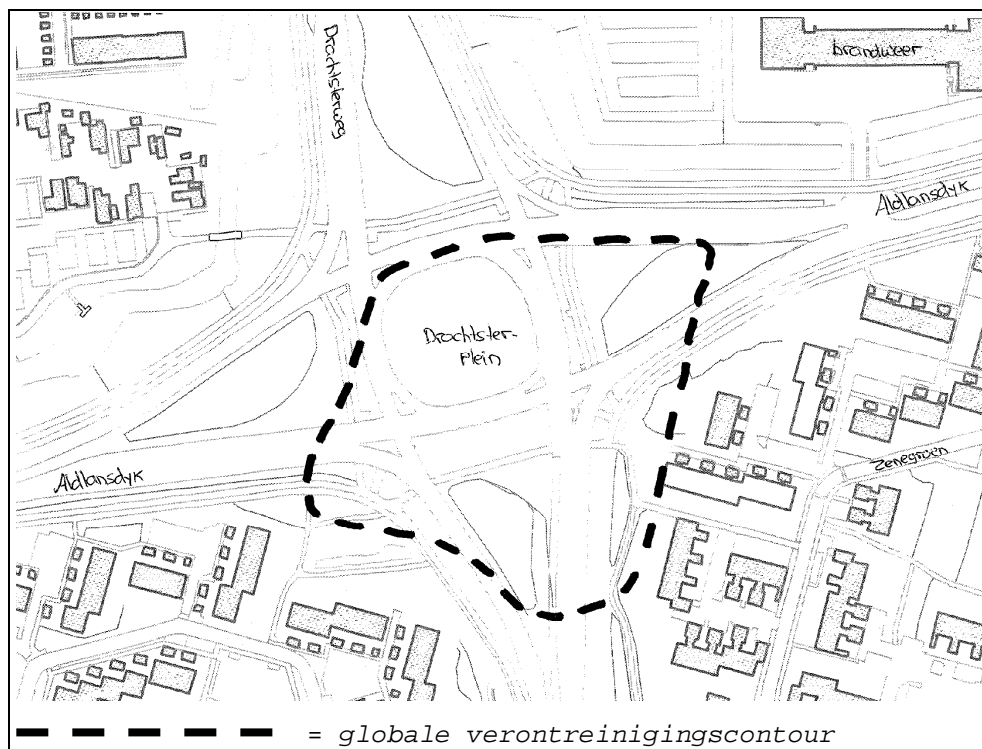 Drachtsterweg
brandweer
Aldlansdyk
Drachtster-
Plein
Zenegroen
Aldlansdyk
= globale verontreinigingscontour